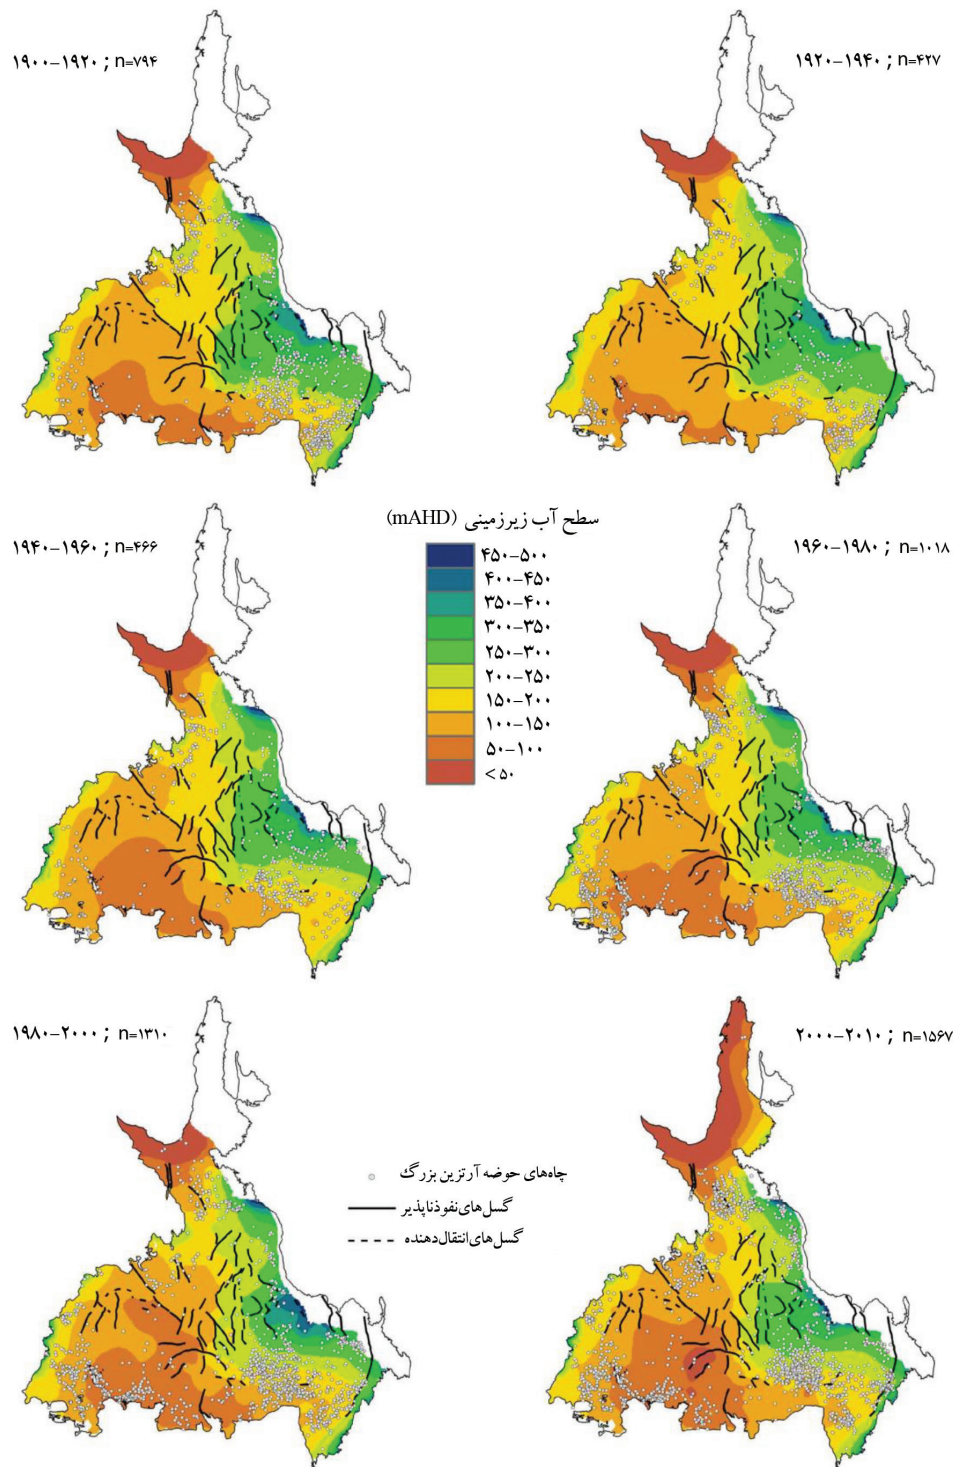 ۱۹۰۰-۱۹۲۰ ; n=۷۹۴
۱۹۲۰-۱۹۴۰ ; n=۴۲۷
۱۹۴۰-۱۹۶۰ ; n=۴۶۶
سطح آب زیرزمینی (mAHD)
۱۹۶۰-۱۹۸۰ ; n=۱۰۱۸
۴۵۰-۵۰۰
۴۰۰-۴۵۰
۳۵۰-۴۰۰
۳۰۰-۳۵۰
۲۵۰-۳۰۰
۲۰۰-۲۵۰
۱۵۰-۲۰۰
۱۰۰-۱۵۰
۵۰-۱۰۰
<۵۰
۱۹۸۰-۲۰۰۰ ; n=۱۳۱۰
۲۰۰۰-۲۰۱۰ ; n=۱۵۶۷
چاه‌های حوضه آرتزین بزرگ
گسل‌های‌نفوذناپذیر
گسل‌های‌انتقال‌دهنده